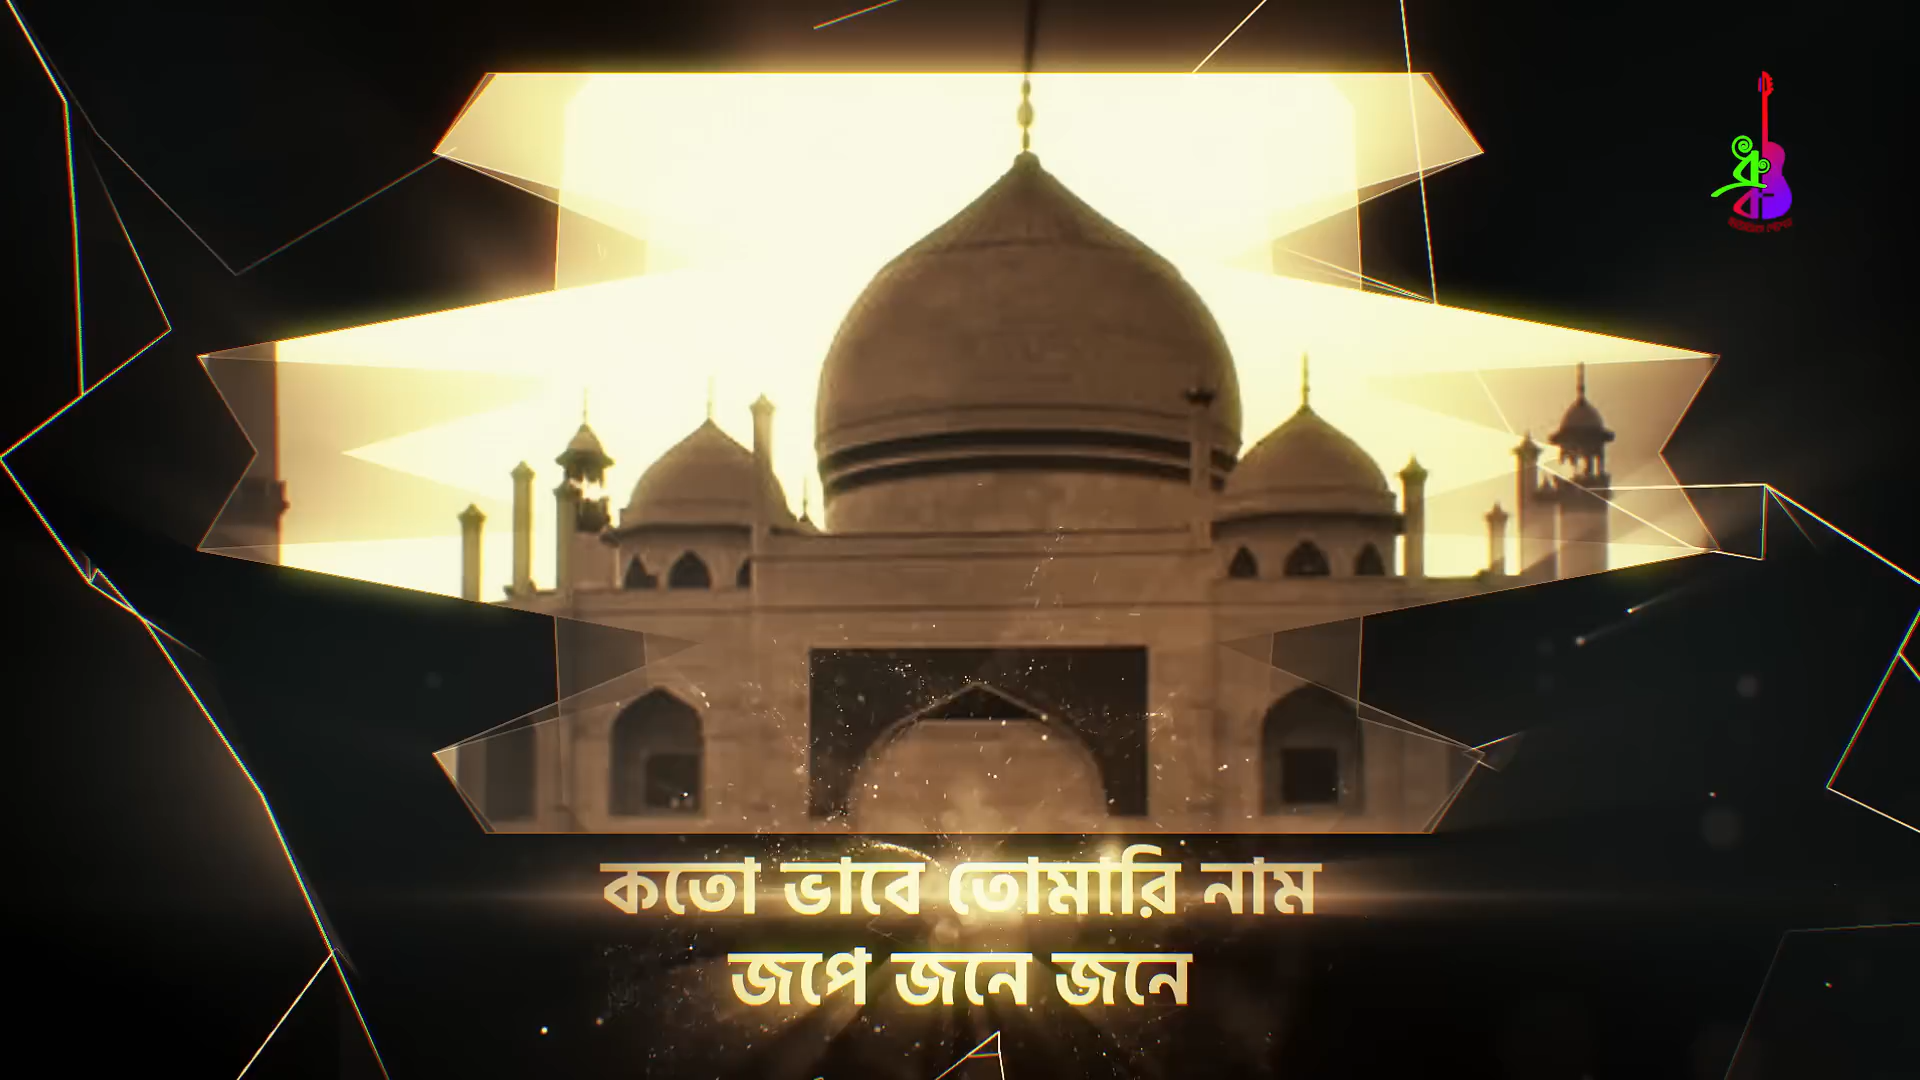 কতো ভাবে তোমারি নাম
জপে জনে জনে